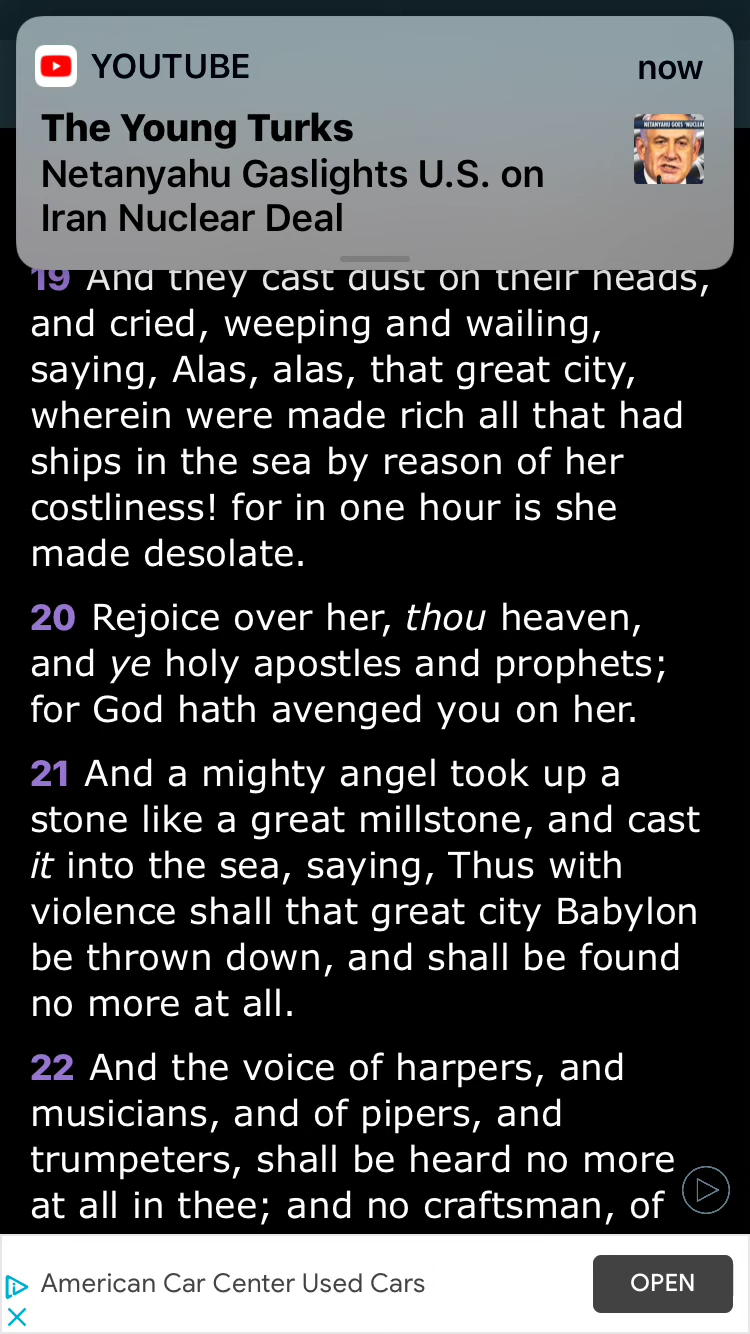 YOUTUBE
now
The Young Turks
Netanyahu Gaslights U.S. on
Iran Nuclear Deal
NETANYAHU GOES 'NUCLEAR
19 And they cast dust on their heads,
and cried, weeping and wailing,
saying, Alas, alas, that great city,
wherein were made rich all that had
ships in the sea by reason of her
costliness! for in one hour is she
made desolate.
20 Rejoice over her, thou heaven,
and ye holy apostles and prophets;
for God hath avenged you on her.
21 And a mighty angel took up a
stone like a great millstone, and cast
it into the sea, saying, Thus with
violence shall that great city Babylon
be thrown down, and shall be found
no more at all.
22 And the voice of harpers, and
musicians, and of pipers, and
trumpeters, shall be heard no more
at all in thee; and no craftsman, of
American Car Center Used Cars
OPEN